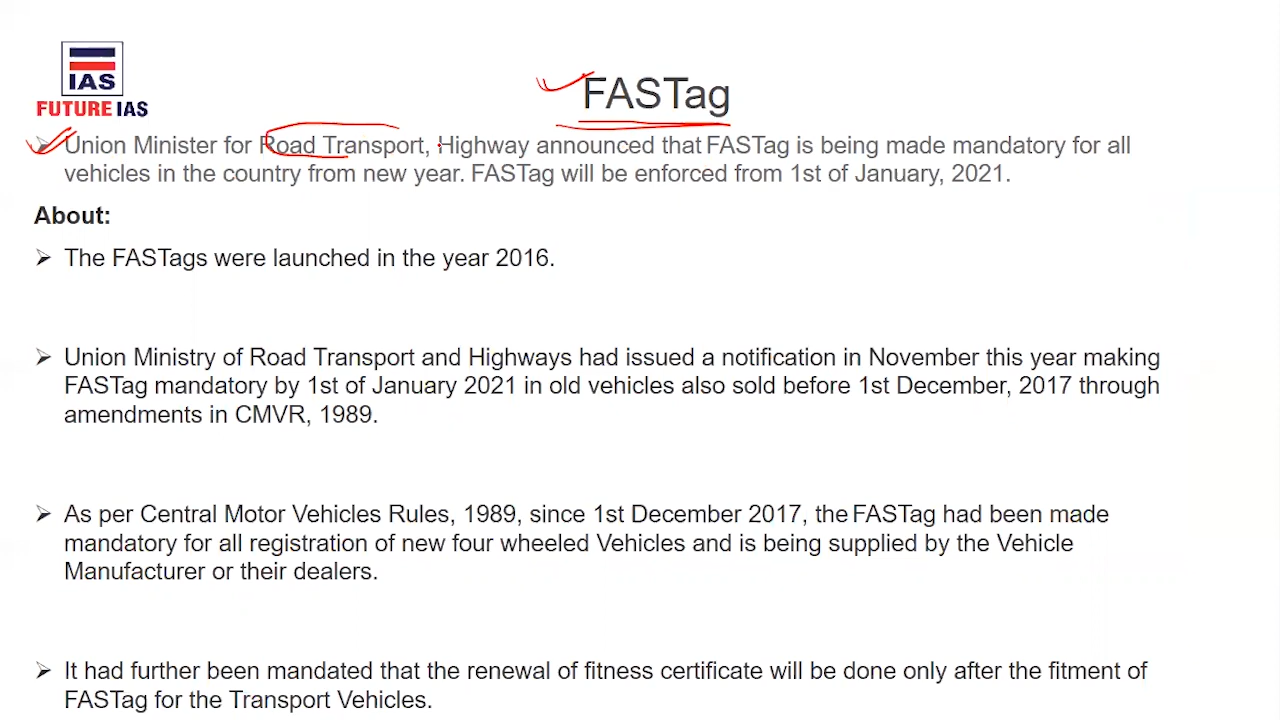 IAS
FUTURE IAS
FASTag
Union Minister for Road Transport, Highway announced that FASTag is being made mandatory for all
vehicles in the country from new year. FASTag will be enforced from 1st of January, 2021.
About:
The FASTags were launched in the year 2016.
Union Ministry of Road Transport and Highways had issued a notification in November this year making
FASTag mandatory by 1st of January 2021 in old vehicles also sold before 1st December, 2017 through
amendments in CMVR, 1989.
As per Central Motor Vehicles Rules, 1989, since 1st December 2017, the FASTag had been made
mandatory for all registration of new four wheeled Vehicles and is being supplied by the Vehicle
Manufacturer or their dealers.
It had further been mandated that the renewal of fitness certificate will be done only after the fitment of
FASTag for the Transport Vehicles.